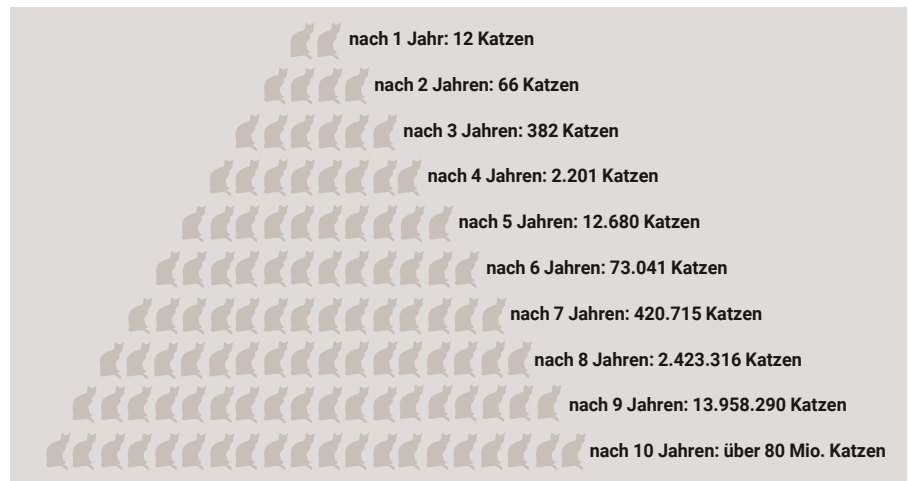 nach 1 Jahr: 12 Katzen
nach 2 Jahren: 66 Katzen
nach 3 Jahren: 382 Katzen
nach 4 Jahren: 2.201 Katzen
nach 5 Jahren: 12.680 Katzen
nach 6 Jahren: 73.041 Katzen
nach 7 Jahren: 420.715 Katzen
nach 8 Jahren: 2.423.316 Katzen
nach 9 Jahren: 13.958.290 Katzen
nach 10 Jahren: über 80 Mio. Katzen